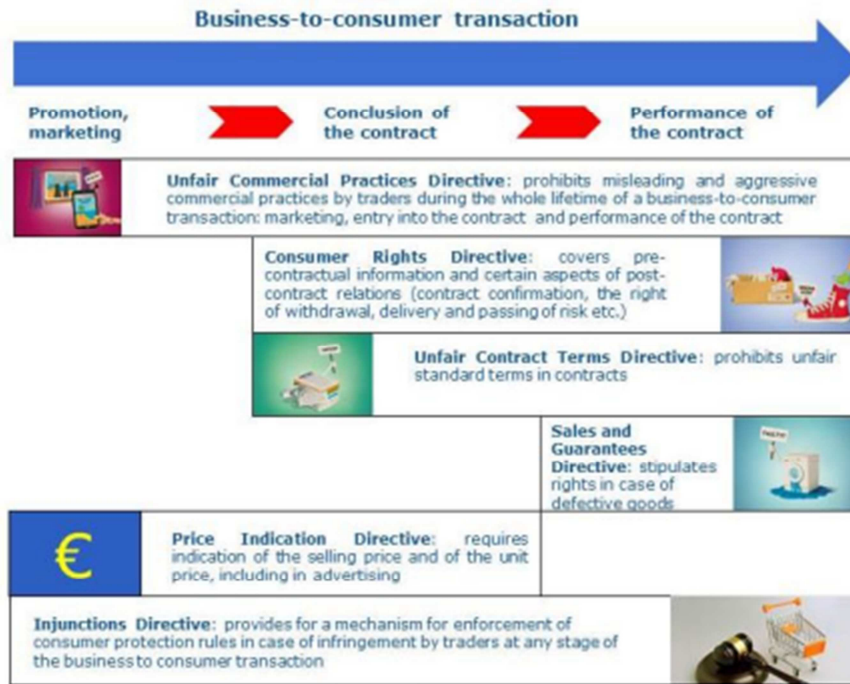 Business-to-consumer transaction
Promotion,
marketing
Conclusion of
the contract
Performance of
the contract
Unfair Commercial Practices Directive: prohibits misleading and aggressive
commercial practices by traders during the whole lifetime of a business-to-consumer
transaction: marketing, entry into the contract and performance of the contract
Consumer Rights Directive: covers pre-
contractual information and certain aspects of post-
contract relations (contract confirmation, the right
of withdrawal, delivery and passing of risk etc.)
Unfair Contract Terms Directive: prohibits unfair
standard terms in contracts
Sales and
Guarantees
Directive: stipulates
rights in case of
defective goods
€
Price Indication Directive: requires
indication of the selling price and of the unit
price, including in advertising
Injunctions Directive: provides for a mechanism for enforcement of
consumer protection rules in case of infringement by traders at any stage of
the business to consumer transaction